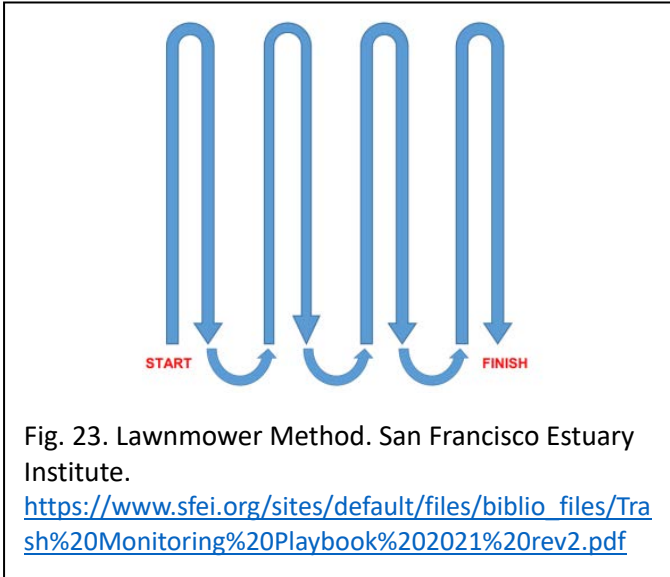 START
FINISH
Fig. 23. Lawnmower Method. San Francisco Estuary
Institute.
https://www.sfei.org/sites/default/files/biblio_files/Tra
sh%20Monitoring%20Playbook%202021%20rev2.pdf